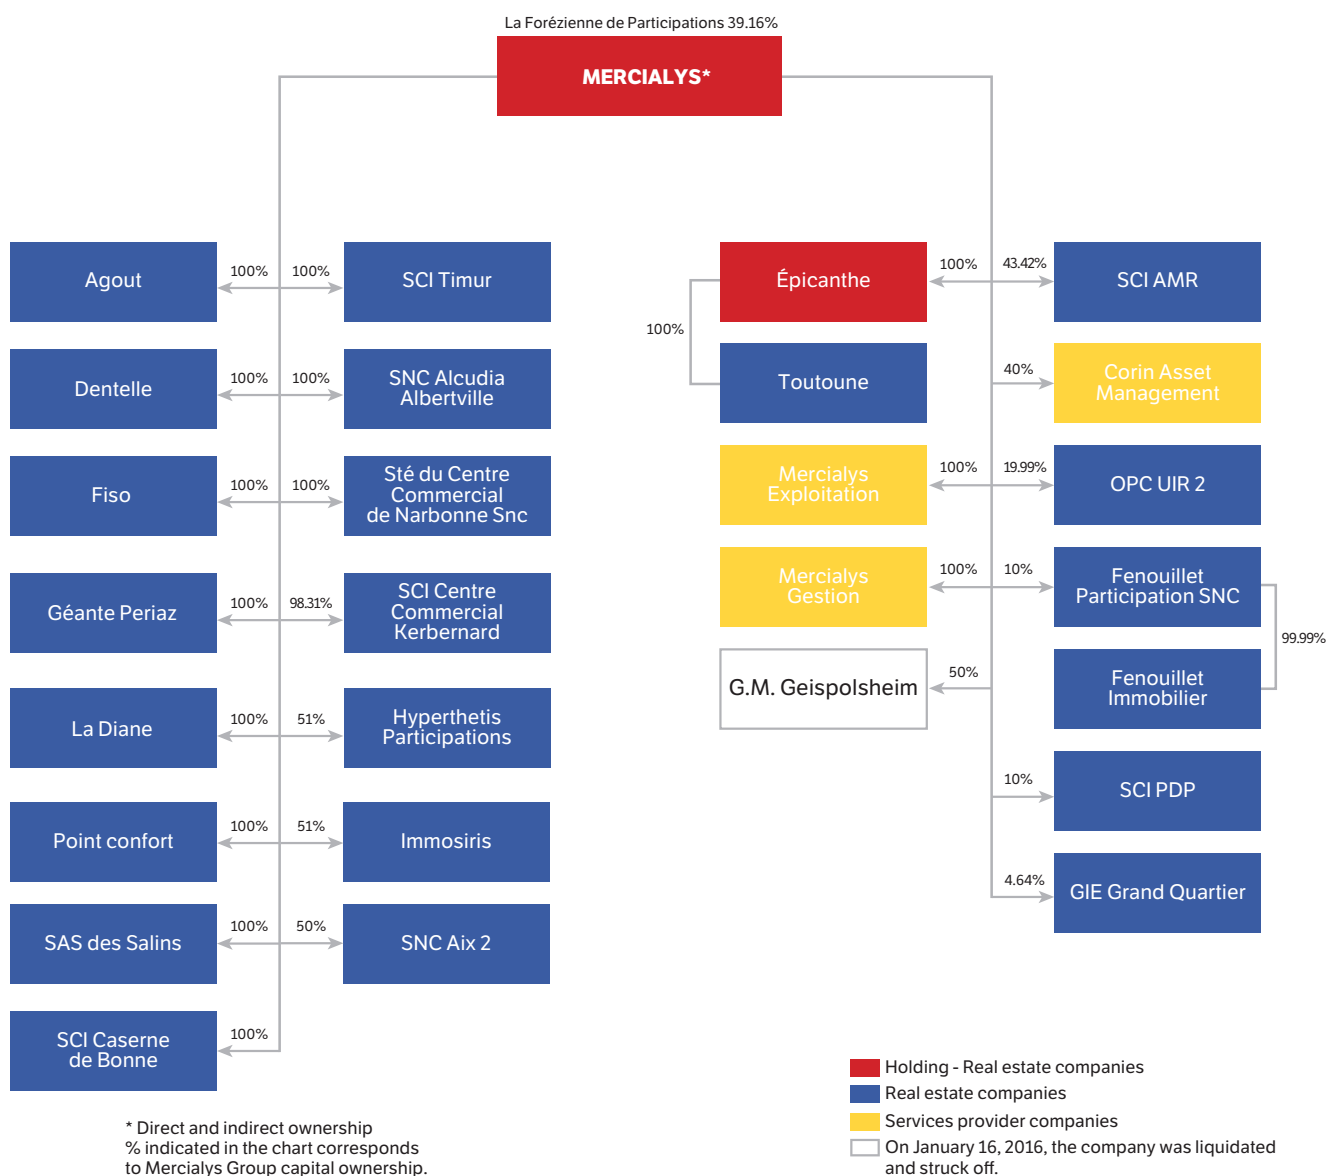 La Forézienne de Participations 39.16%
MERCIALYS*
Agout
100%
100%
SCI Timur
Dentelle
100%
100%
SNC Alcudia
Albertville
Fiso
100%
100%
Sté du Centre
Commercial
de Narbonne Snc
Géante Periaz
100%
98.31%
SCI Centre
Commercial
Kerbernard
La Diane
100%
51%
Hyperthetis
Participations
Point confort
100%
51%
Immosiris
SAS des Salins
100%
50%
SNC Aix 2
SCI Caserne
de Bonne
100%
Épicanthe
100%
43.42%
SCI AMR
100%
Toutoune
40%
Corin Asset
Management
Mercialys
Exploitation
100%
19.99%
OPC UIR 2
Mercialys
Gestion
100%
10%
Fenouillet
Participation SNC
99.99%
G.M. Geispolsheim
50%
Fenouillet
Immobilier
10%
SCI PDP
4.64%
GIE Grand Quartier
* Direct and indirect ownership
% indicated in the chart corresponds
to Mercialys Group capital ownership.
Holding - Real estate companies
Real estate companies
Services provider companies
On January 16, 2016, the company was liquidated
and struck off.